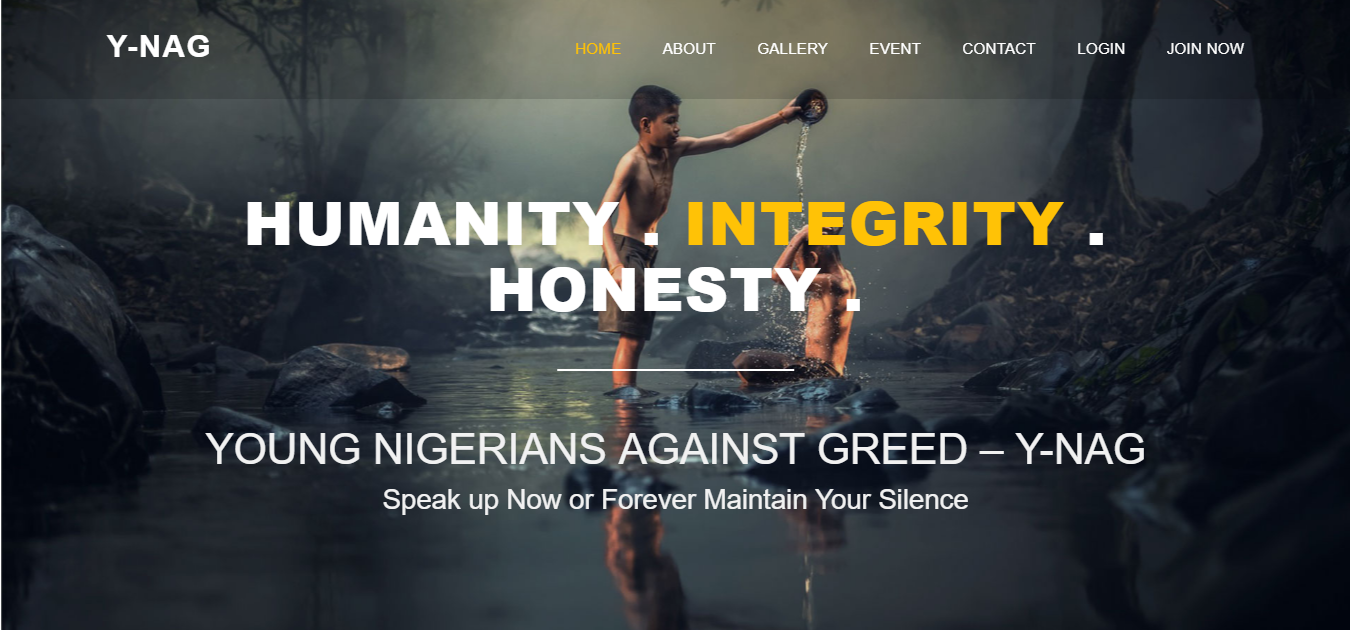 Y-NAG
HOME ABOUT GALLERY EVENT CONTACT LOGIN JOIN NOW
HUMANITY . INTEGRITY .
HONESTY .
YOUNG NIGERIANS AGAINST GREED – Y-NAG
Speak up Now or Forever Maintain Your Silence